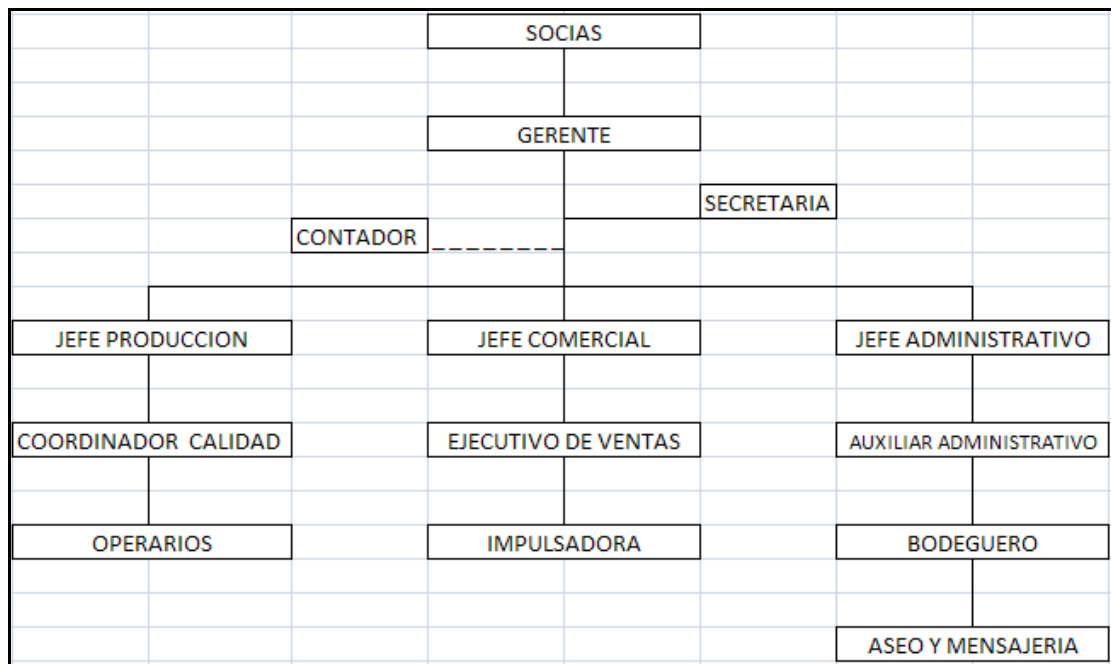 SOCIAS
GERENTE
SECRETARIA
CONTADOR
JEFE PRODUCCION
JEFE COMERCIAL
JEFE ADMINISTRATIVO
COORDINADOR CALIDAD
EJECUTIVO DE VENTAS
AUXILIAR ADMINISTRATIVO
OPERARIOS
IMPULSADORA
BODEGUERO
ASEO Y MENSAJERIA